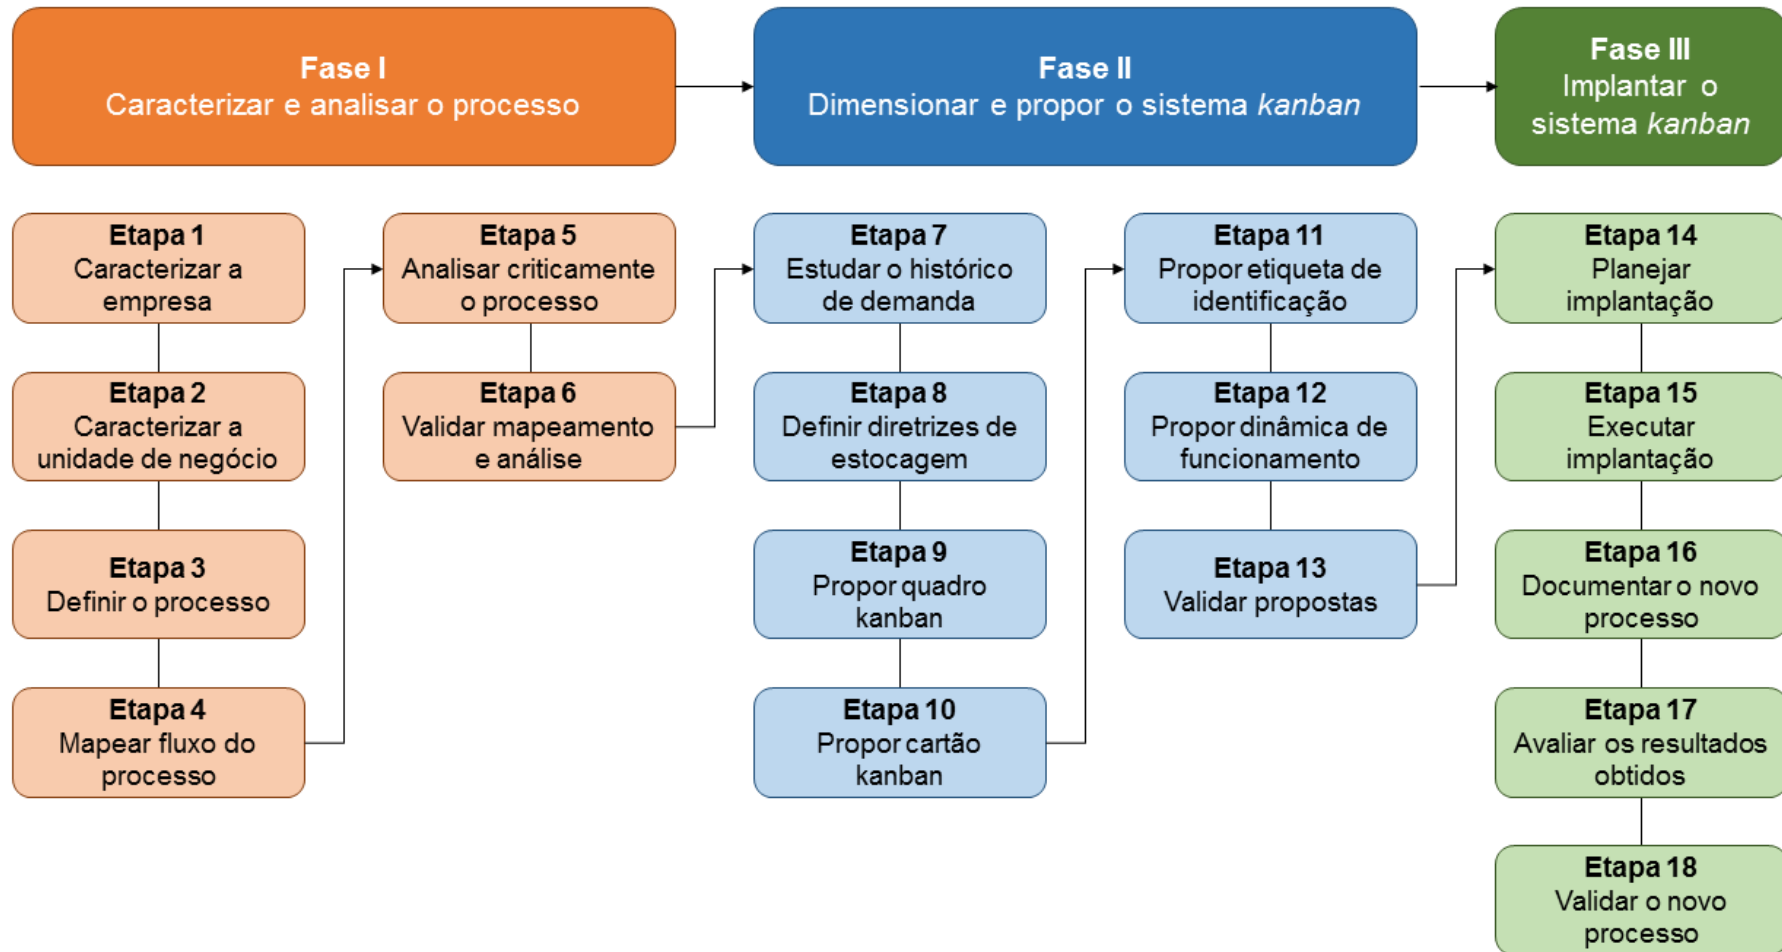 Fase I
Caracterizar e analisar o processo
Fase II
Dimensionar e propor o sistema kanban
Fase III
Implantar o
sistema kanban
Etapa 1
Caracterizar a
empresa
Etapa 2
Caracterizar a
unidade de negócio
Etapa 3
Definir o processo
Etapa 4
Mapear fluxo do
processo
Etapa 5
Analisar criticamente
o processo
Etapa 6
Validar mapeamento
e análise
Etapa 7
Estudar o histórico
de demanda
Etapa 8
Definir diretrizes de
estocagem
Etapa 9
Propor quadro
kanban
Etapa 10
Propor cartão
kanban
Etapa 11
Propor etiqueta de
identificação
Etapa 12
Propor dinâmica de
funcionamento
Etapa 13
Validar propostas
Etapa 14
Planejar
implantação
Etapa 15
Executar
implantação
Etapa 16
Documentar o novo
processo
Etapa 17
Avaliar os resultados
obtidos
Etapa 18
Validar o novo
processo